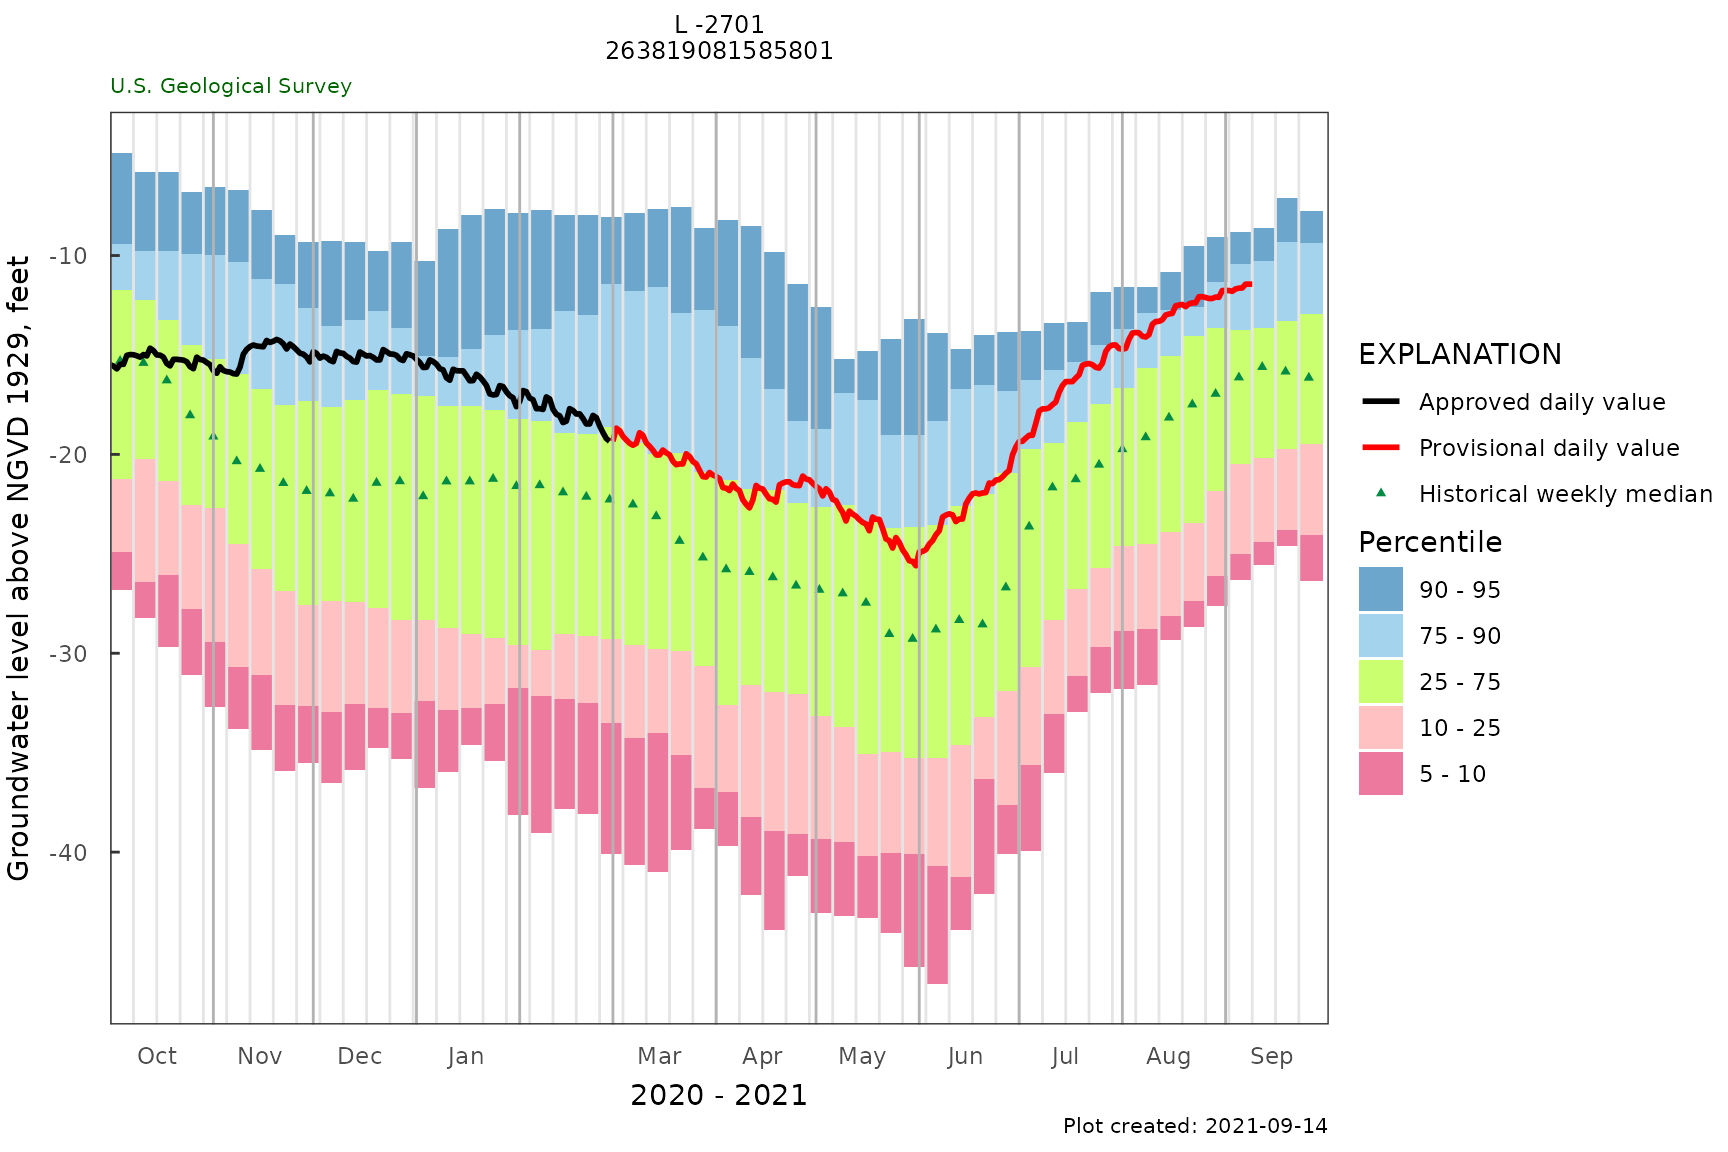 L -2701
263819081585801
U.S. Geological Survey
Groundwater level above NGVD 1929, feet
-10
-20
-30
-40
Oct Nov Dec Jan Mar Apr May Jun Jul Aug Sep
2020 - 2021
EXPLANATION
Approved daily value
Provisional daily value
Historical weekly median
Percentile
90 - 95
75 - 90
25 - 75
10 - 25
5 - 10
Plot created: 2021-09-14